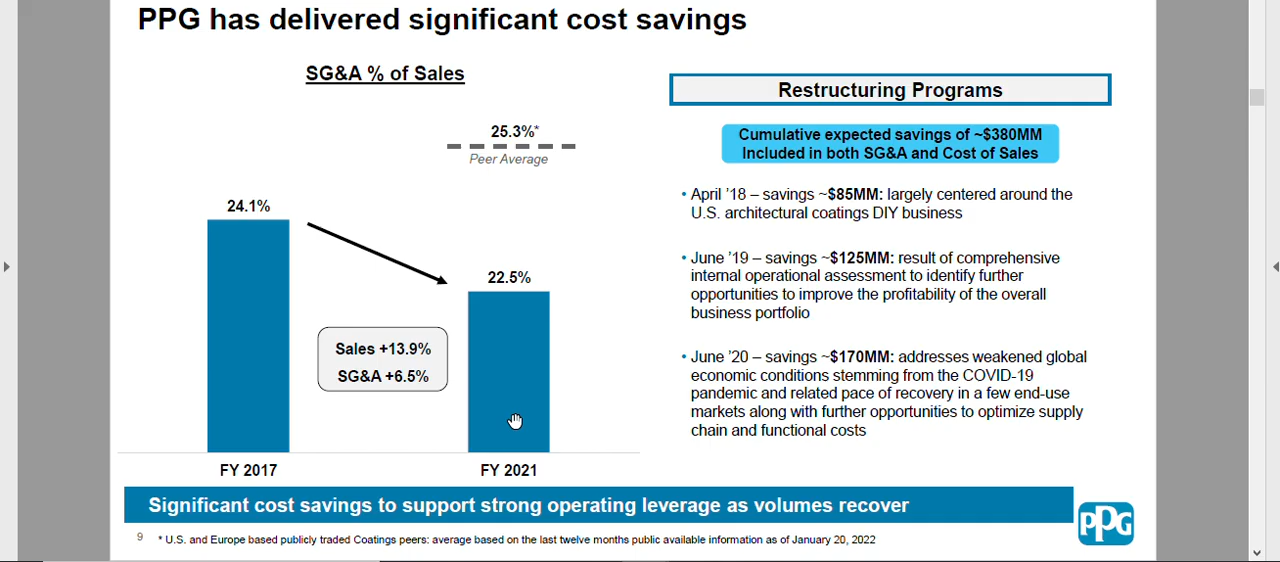 PPG has delivered significant cost savings
SG&A % of Sales
25.3%*
Peer Average
24.1%
22.5%
Sales +13.9%
SG&A +6.5%
FY 2017
FY 2021
Restructuring Programs
Cumulative expected savings of ~$380MM
Included in both SG&A and Cost of Sales
• April ’18 – savings ~$85MM: largely centered around the
U.S. architectural coatings DIY business
• June ’19 – savings ~$125MM: result of comprehensive
internal operational assessment to identify further
opportunities to improve the profitability of the overall
business portfolio
• June ’20 – savings ~$170MM: addresses weakened global
economic conditions stemming from the COVID-19
pandemic and related pace of recovery in a few end-use
markets along with further opportunities to optimize supply
chain and functional costs
Significant cost savings to support strong operating leverage as volumes recover
PPG
9 * U.S. and Europe based publicly traded Coatings peers: average based on the last twelve months public available information as of January 20, 2022